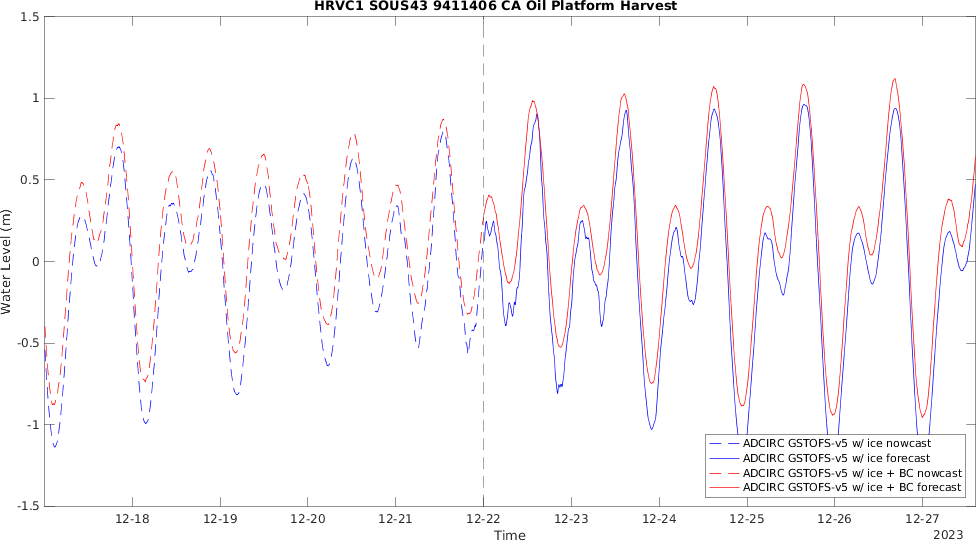 HRVC1 SOUS43 9411406 CA Oil Platform Harvest
1.5
1
0.5
0
-0.5
-1
-1.5
Water Level (m)
12-18
12-19
12-20
12-21
12-22
12-23
12-24
12-25
12-26
12-27
Time
2023
ADCIRC GSTOFS-v5 w/ ice nowcast
ADCIRC GSTOFS-v5 w/ ice forecast
ADCIRC GSTOFS-v5 w/ ice + BC nowcast
ADCIRC GSTOFS-v5 w/ ice + BC forecast